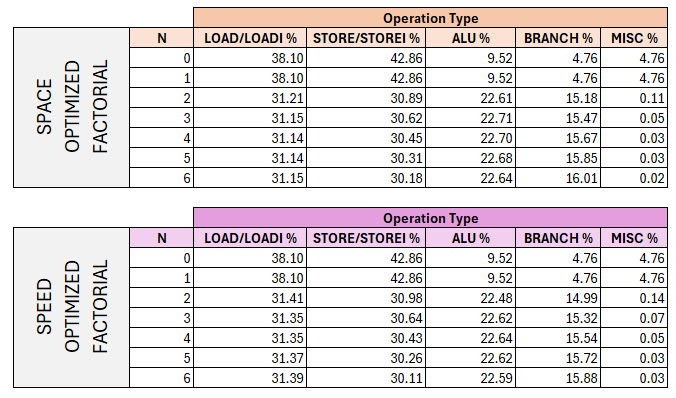 Operation Type
N LOAD/LOADI % STORE/STOREI % ALU % BRANCH % MISC %
SPACE
OPTIMIZED
FACTORIAL
0 38.10 42.86 9.52 4.76 4.76
1 38.10 42.86 9.52 4.76 4.76
2 31.21 30.89 22.61 15.18 0.11
3 31.15 30.62 22.71 15.47 0.05
4 31.14 30.45 22.70 15.67 0.03
5 31.14 30.31 22.68 15.85 0.03
6 31.15 30.18 22.64 16.01 0.02
Operation Type
N LOAD/LOADI % STORE/STOREI % ALU % BRANCH % MISC %
SPEED
OPTIMIZED
FACTORIAL
0 38.10 42.86 9.52 4.76 4.76
1 38.10 42.86 9.52 4.76 4.76
2 31.41 30.98 22.48 14.99 0.14
3 31.35 30.64 22.62 15.32 0.07
4 31.35 30.43 22.64 15.54 0.05
5 31.37 30.26 22.62 15.72 0.03
6 31.39 30.11 22.59 15.88 0.03